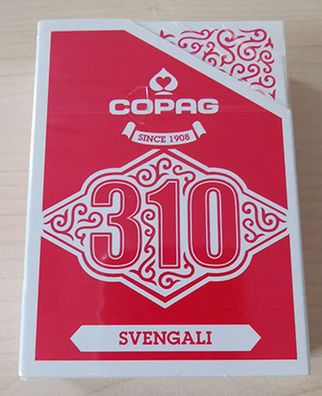 COPAG
SINCE 1908
310
SVENGALI